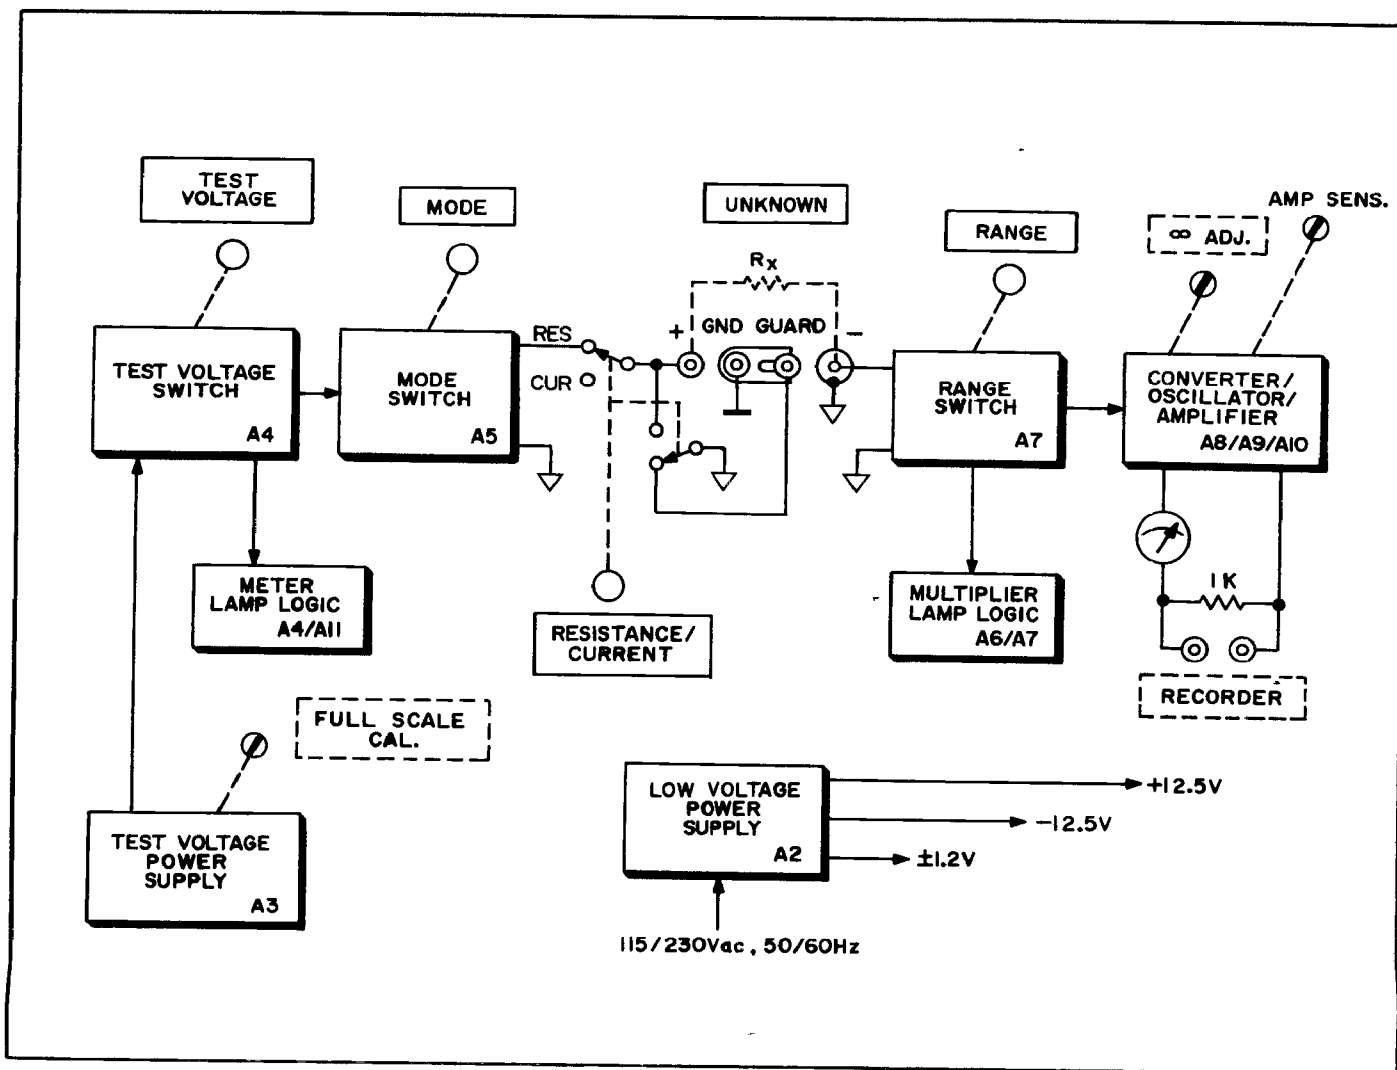 TEST
VOLTAGE
MODE
UNKNOWN
RANGE
∞ ADJ.
AMP SENS.
TEST VOLTAGE
SWITCH
A4
MODE
SWITCH
A5
RES
CUR
Rx
+
GND GUARD
−
RANGE
SWITCH
A7
CONVERTER/
OSCILLATOR/
AMPLIFIER
A8/A9/A10
METER
LAMP LOGIC
A4/A11
RESISTANCE/
CURRENT
MULTIPLIER
LAMP LOGIC
A6/A7
1K
RECORDER
FULL SCALE
CAL.
TEST VOLTAGE
POWER
SUPPLY
A3
LOW VOLTAGE
POWER
SUPPLY
A2
+12.5V
−12.5V
±1.2V
115/230Vac, 50/60Hz